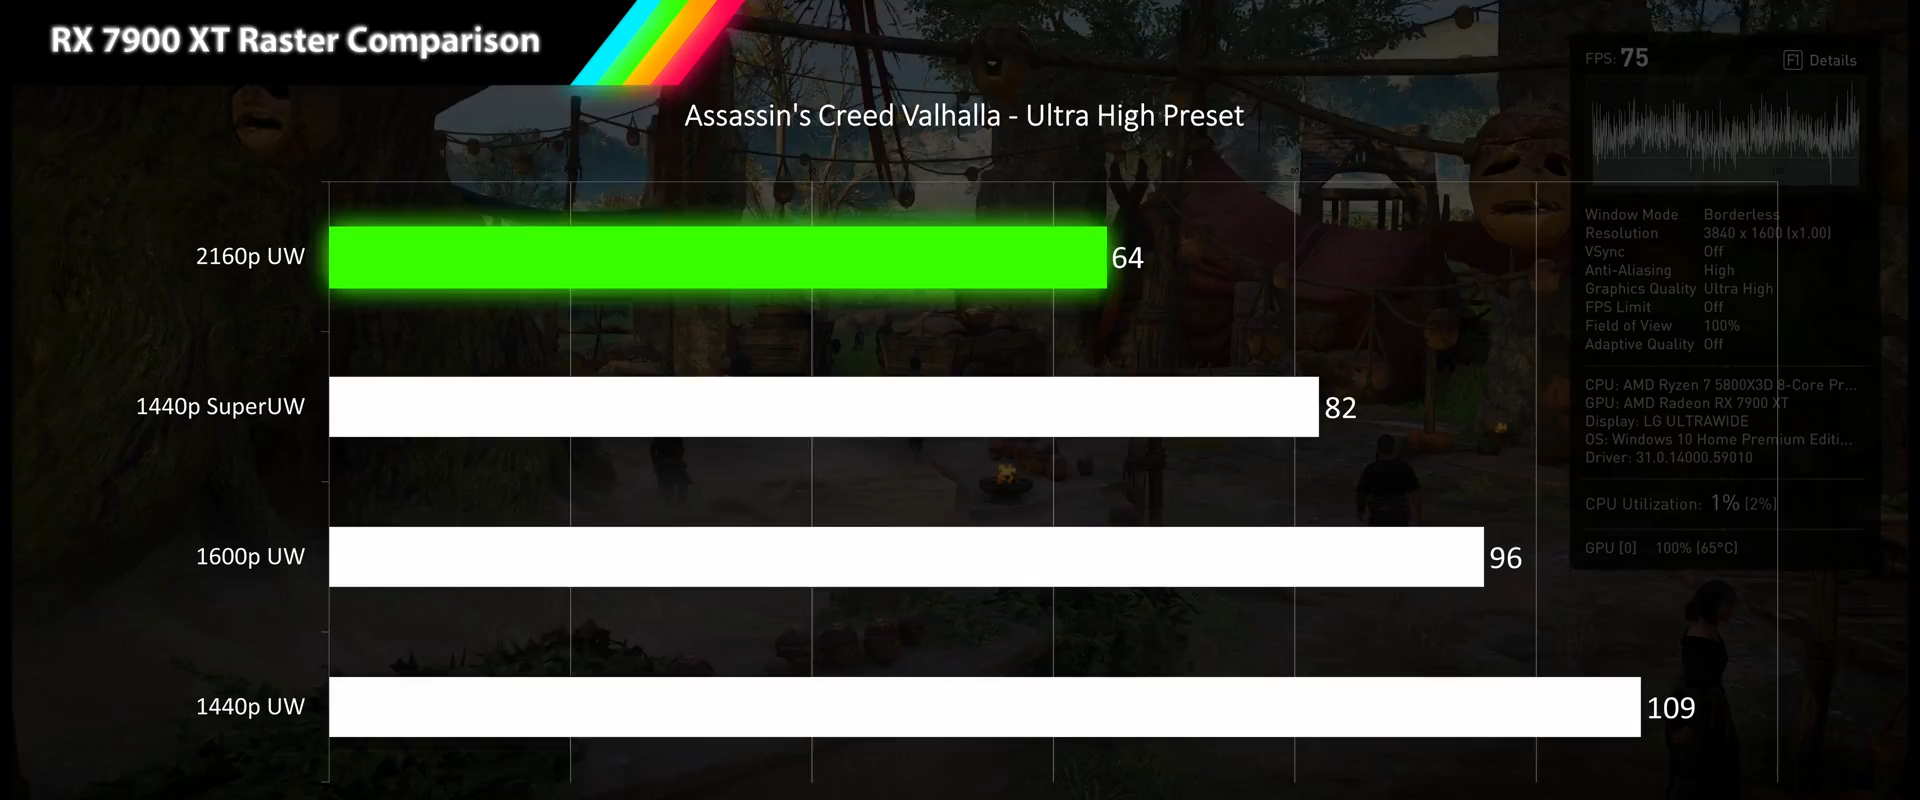 RX 7900 XT Raster Comparison
Assassin's Creed Valhalla - Ultra High Preset
2160p UW
64
1440p SuperUW
82
1600p UW
96
1440p UW
109
FPS: 75
F1 Details
Window Mode Borderless
Resolution 3840 x 1600 (x1.00)
VSync Off
Anti-Aliasing High
Graphics Quality Ultra High
FPS Limit Off
Field of View 100%
Adaptive Quality Off
CPU: AMD Ryzen 7 5800X3D 8-Core Pr...
GPU: AMD Radeon RX 7900 XT
Display: LG ULTRAWIDE
OS: Windows 10 Home Premium Editi...
Driver: 31.0.14000.59010
CPU Utilization: 1% (2%)
GPU [0] 100% (65°C)